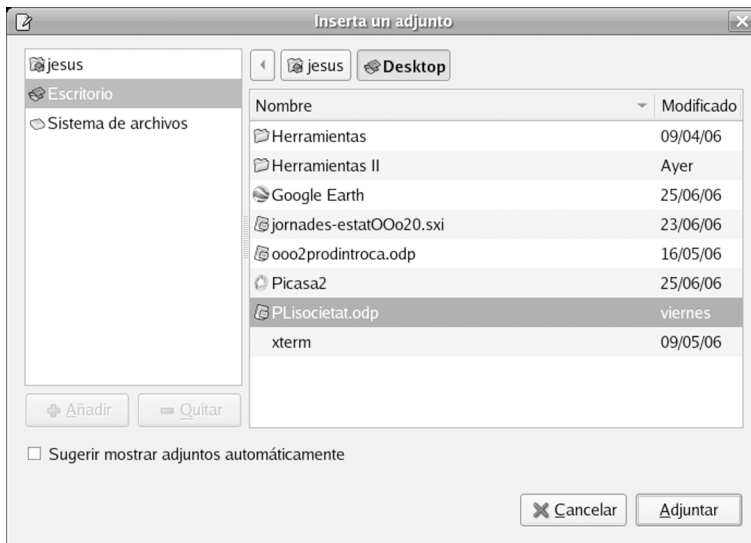 Inserta un adjunto
jesus
Escritorio
Sistema de archivos
Añadir
Quitar
jesus
Desktop
Nombre
Modificado
Herramientas
09/04/06
Herramientas II
Ayer
Google Earth
25/06/06
jornades-estatOOo20.sxi
23/06/06
ooo2prodintroca.odp
16/05/06
Picasa2
25/06/06
PLisocietat.odp
viernes
xterm
09/05/06
Sugerir mostrar adjuntos automáticamente
Cancelar
Adjuntar